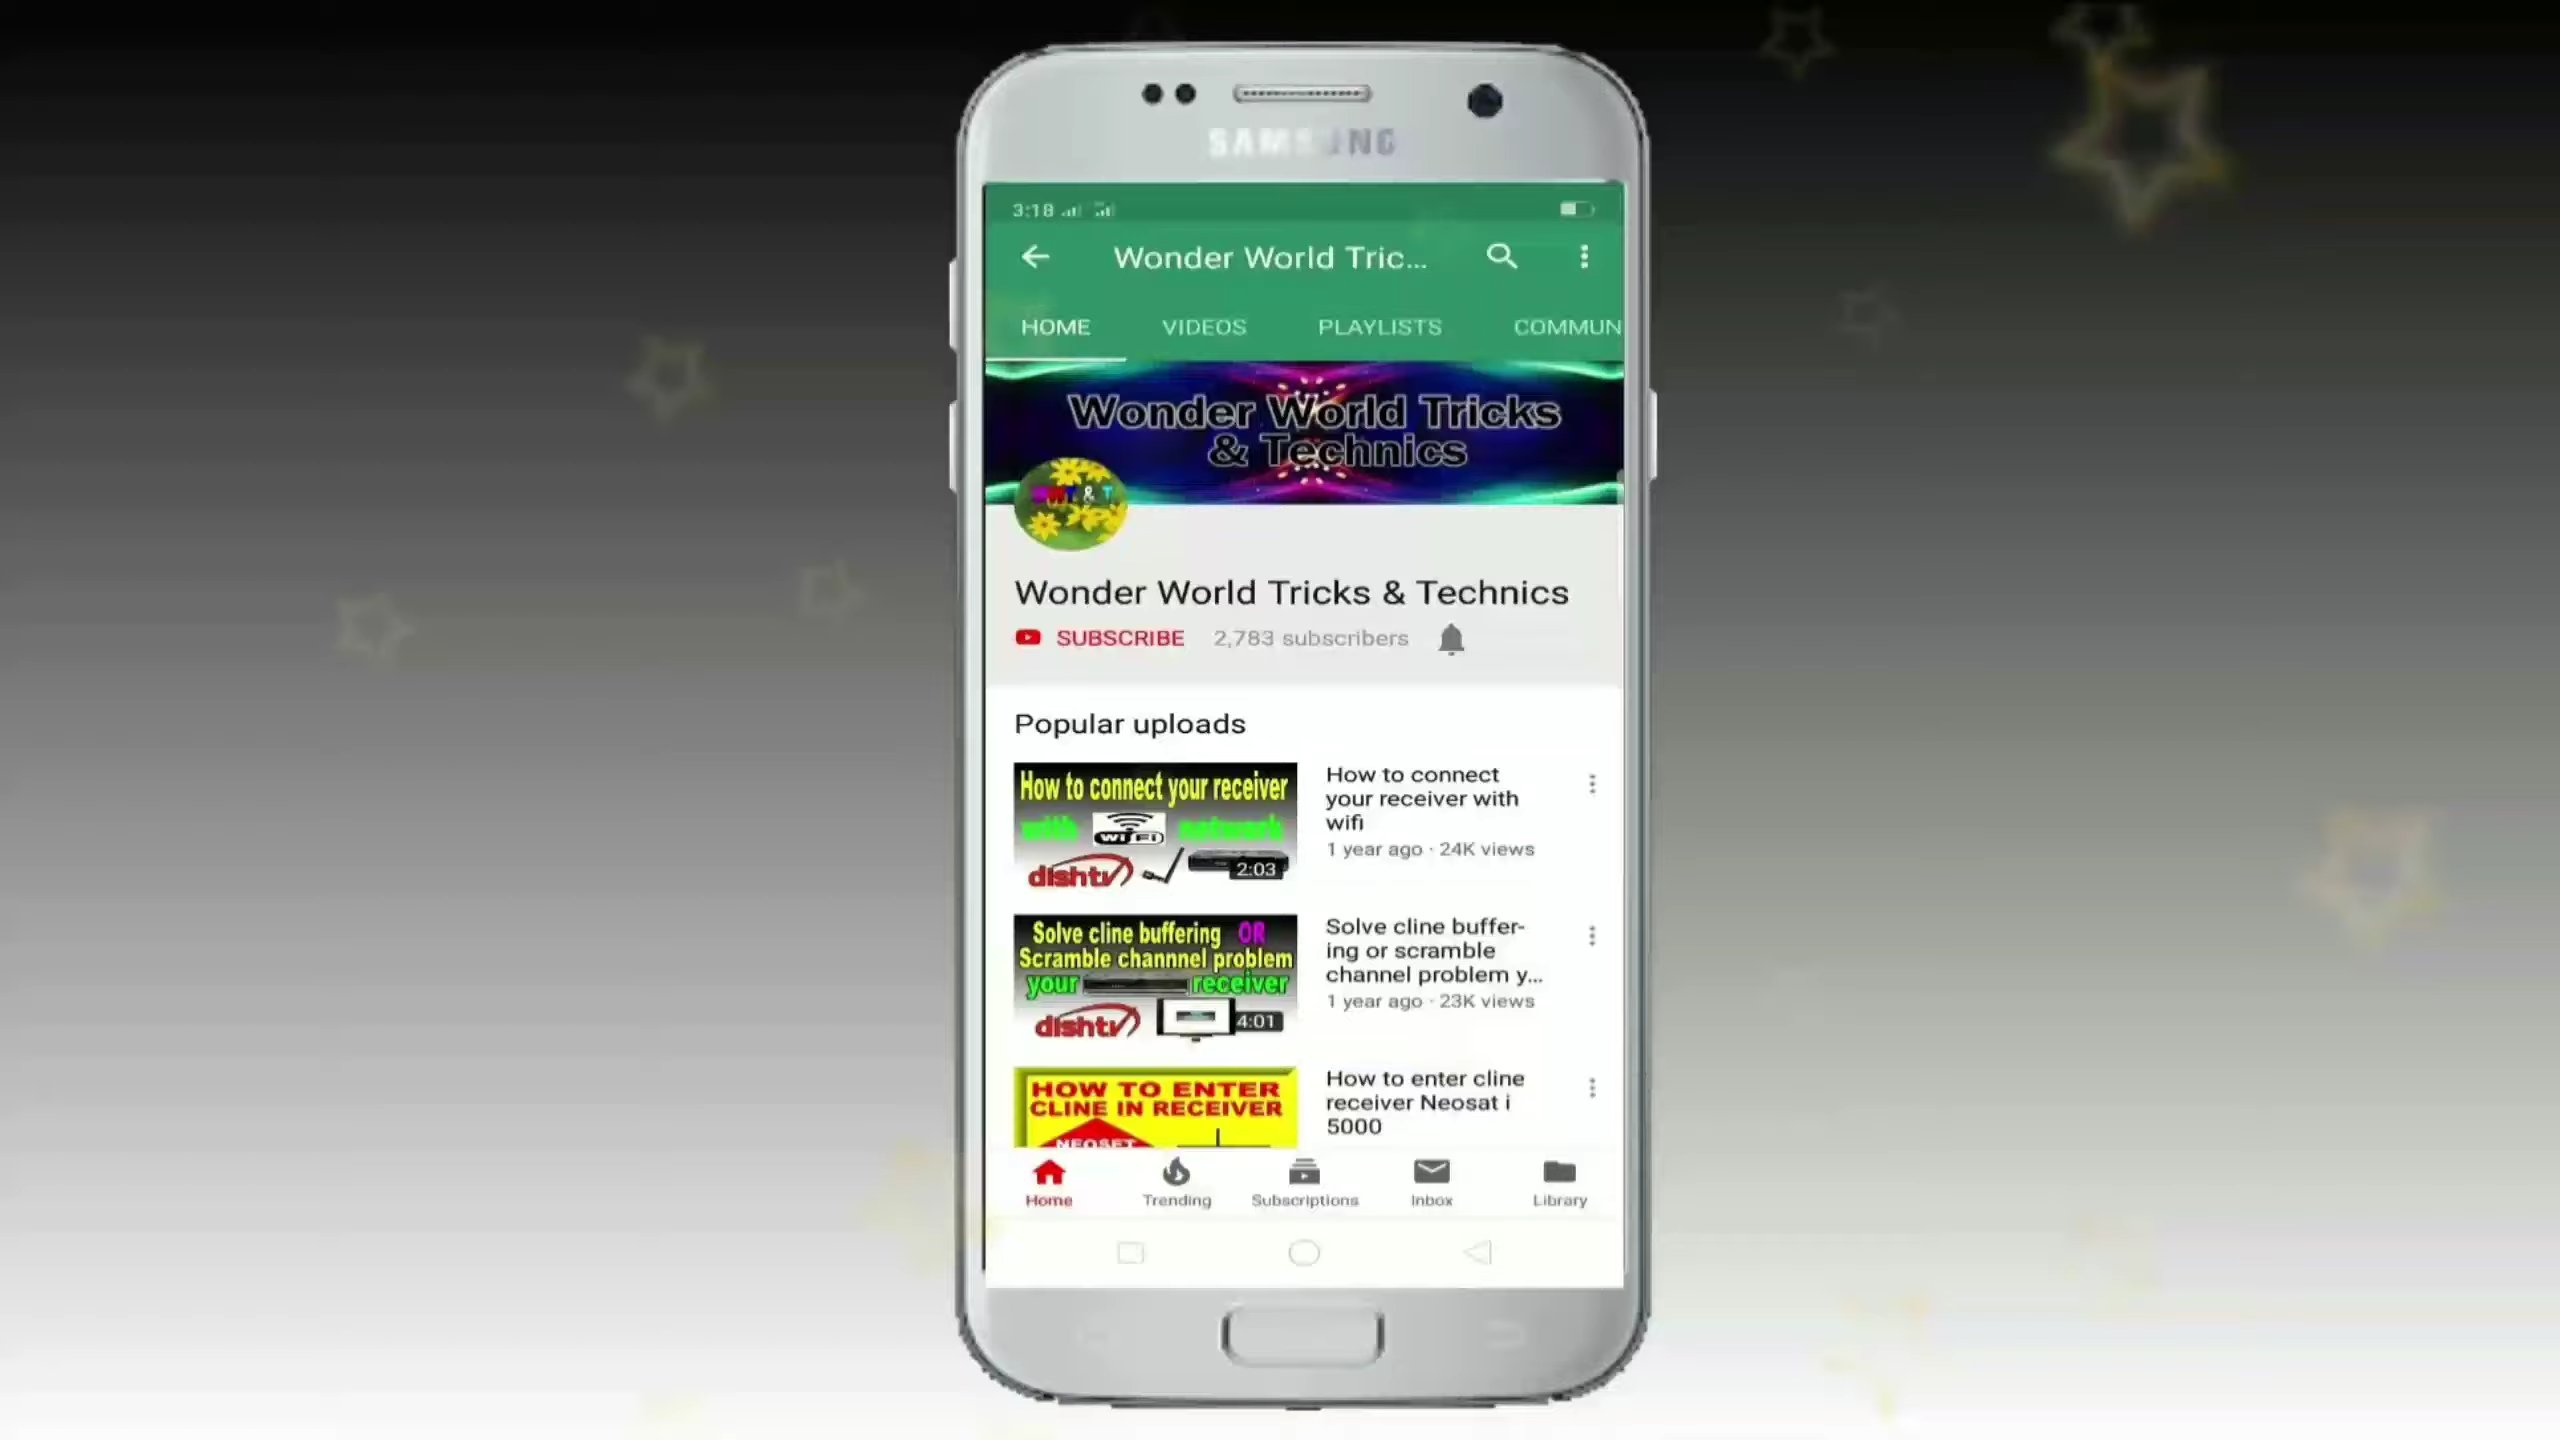 SAMSUNG
3:18
Wonder World Tric...
HOME VIDEOS PLAYLISTS COMMUN
Wonder World Tricks
& Technics
& T
Wonder World Tricks & Technics
SUBSCRIBE 2,783 subscribers
Popular uploads
How to connect your receiver
with WiFi network
dishtv
2:03
How to connect
your receiver with
wifi
1 year ago · 24K views
Solve cline buffering OR
Scramble channnel problem
your receiver
dishtv
4:01
Solve cline buffer-
ing or scramble
channel problem y...
1 year ago · 23K views
HOW TO ENTER
CLINE IN RECEIVER
NEOSET
How to enter cline
receiver Neosat i
5000
Home Trending Subscriptions Inbox Library